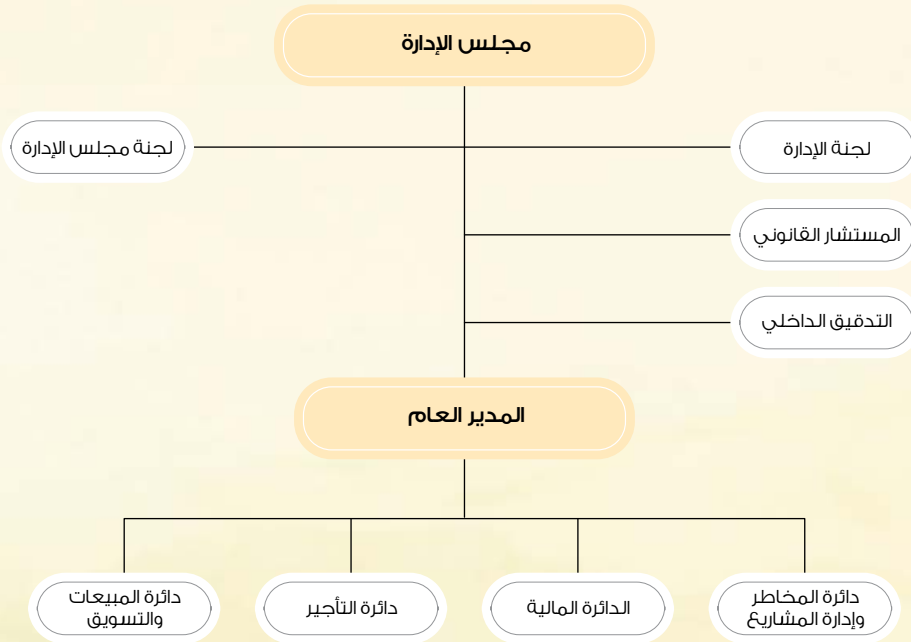 مجلس الإدارة
لجنة الإدارة
لجنة مجلس الإدارة
المستشار القانوني
التدقيق الداخلي
المدير العام
دائرة المخاطر
وإدارة المشاريع
الدائرة المالية
دائرة التأجير
دائرة المبيعات
والتسويق